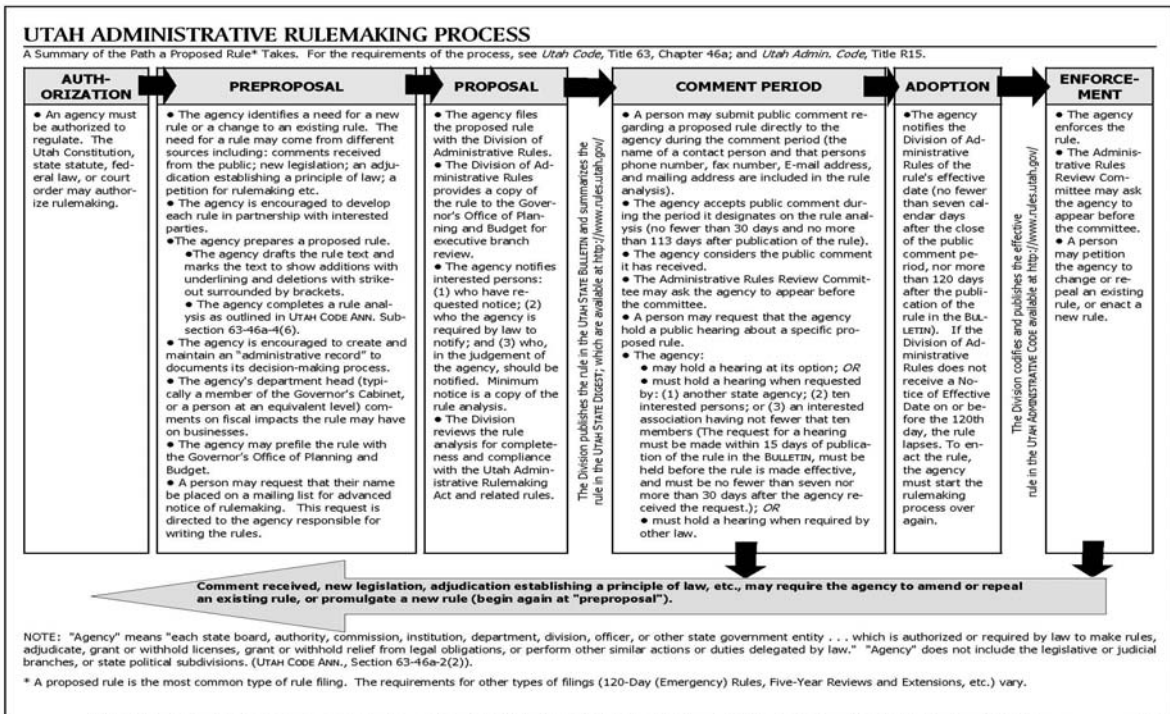 UTAH ADMINISTRATIVE RULEMAKING PROCESS
A Summary of the Path a Proposed Rule* Takes. For the requirements of the process, see Utah Code, Title 63, Chapter 46a; and Utah Admin. Code, Title R15.
AUTH-
ORIZATION
• An agency must
be authorized to
regulate. The
Utah Constitution,
state statute, fed-
eral law, or court
order may author-
ize rulemaking.
PREPROPOSAL
• The agency identifies a need for a new
rule or a change to an existing rule. The
need for a rule may come from different
sources including: comments received
from the public; new legislation; an adju-
dication establishing a principle of law; a
petition for rulemaking etc.
• The agency is encouraged to develop
each rule in partnership with interested
parties.
•The agency prepares a proposed rule.
•The agency drafts the rule text and
marks the text to show additions with
underlining and deletions with strike-
out surrounded by brackets.
• The agency completes a rule anal-
ysis as outlined in UTAH CODE ANN. Sub-
section 63-46a-4(6).
• The agency is encouraged to create and
maintain an "administrative record" to
documents its decision-making process.
• The agency's department head (typi-
cally a member of the Governor's Cabinet,
or a person at an equivalent level) com-
ments on fiscal impacts the rule may have
on businesses.
• The agency may prefile the rule with
the Governor's Office of Planning and
Budget.
• A person may request that their name
be placed on a mailing list for advanced
notice of rulemaking. This request is
directed to the agency responsible for
writing the rules.
PROPOSAL
• The agency files
the proposed rule
with the Division of
Administrative Rules.
• The Division of Ad-
ministrative Rules
provides a copy of
the rule to the Gover-
nor's Office of Plan-
ning and Budget for
executive branch
review.
• The agency notifies
interested persons:
(1) who have re-
quested notice; (2)
who the agency is
required by law to
notify; and (3) who,
in the judgement of
the agency, should be
notified. Minimum
notice is a copy of the
rule analysis.
• The Division
reviews the rule
analysis for complete-
ness and compliance
with the Utah Admin-
istrative Rulemaking
Act and related rules.
The Division publishes the rule in the UTAH STATE BULLETIN and summarizes the
rule in the UTAH STATE DIGEST; which are available at http://www.rules.utah.gov/
COMMENT PERIOD
• A person may submit public comment re-
garding a proposed rule directly to the
agency during the comment period (the
name of a contact person and that persons
phone number, fax number, E-mail address,
and mailing address are included in the rule
analysis).
• The agency accepts public comment dur-
ing the period it designates on the rule anal-
ysis (no fewer than 30 days and no more
than 113 days after publication of the rule).
• The agency considers the public comment
it has received.
• The Administrative Rules Review Commit-
tee may ask the agency to appear before
the committee.
• A person may request that the agency
hold a public hearing about a specific pro-
posed rule.
• The agency:
• may hold a hearing at its option; OR
• must hold a hearing when requested
by: (1) another state agency; (2) ten
interested persons; or (3) an interested
association having not fewer that ten
members (The request for a hearing
must be made within 15 days of publica-
tion of the rule in the BULLETIN, must be
held before the rule is made effective,
and must be no fewer than seven nor
more than 30 days after the agency re-
ceived the request.); OR
• must hold a hearing when required by
other law.
ADOPTION
•The agency
notifies the
Division of Ad-
ministrative
Rules of the
rule's effective
date (no fewer
than seven cal-
endar days
after the close
of the public
comment pe-
riod, nor more
than 120 days
after the publi-
cation of the
rule in the BUL-
LETIN). If the
Division of Ad-
ministrative
Rules does not
receive a No-
tice of Effective
Date on or be-
fore the 120th
day, the rule
lapses. To en-
act the rule,
the agency
must start the
rulemaking
process over
again.
The Division codifies and publishes the effective
rule in the UTAH ADMINISTRATIVE CODE available at http://www.rules.utah.gov/
ENFORCE-
MENT
• The agency
enforces the
rule.
• The Adminis-
trative Rules
Review Com-
mittee may ask
the agency to
appear before
the committee.
• A person
may petition
the agency to
change or re-
peal an existing
rule, or enact a
new rule.
Comment received, new legislation, adjudication establishing a principle of law, etc., may require the agency to amend or repeal
an existing rule, or promulgate a new rule (begin again at "preproposal").
NOTE: "Agency" means "each state board, authority, commission, institution, department, division, officer, or other state government entity . . . which is authorized or required by law to make rules,
adjudicate, grant or withhold licenses, grant or withhold relief from legal obligations, or perform other similar actions or duties delegated by law." "Agency" does not include the legislative or judicial
branches, or state political subdivisions. (UTAH CODE ANN., Section 63-46a-2(2)).
* A proposed rule is the most common type of rule filing. The requirements for other types of filings (120-Day (Emergency) Rules, Five-Year Reviews and Extensions, etc.) vary.